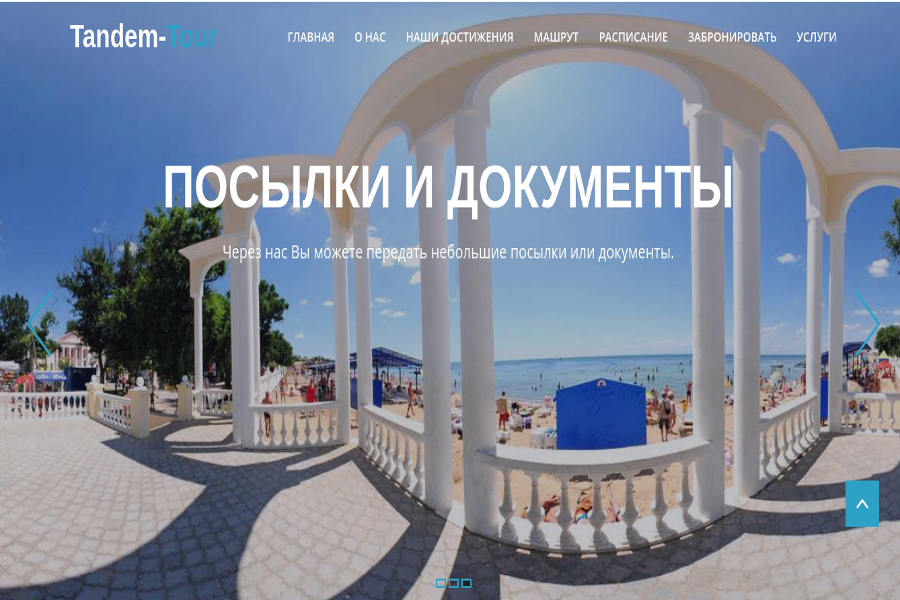 Tandem-Tour
ГЛАВНАЯ О НАС НАШИ ДОСТИЖЕНИЯ МАШРУТ РАСПИСАНИЕ ЗАБРОНИРОВАТЬ УСЛУГИ
ПОСЫЛКИ И ДОКУМЕНТЫ
Через нас Вы можете передать небольшие посылки или документы.